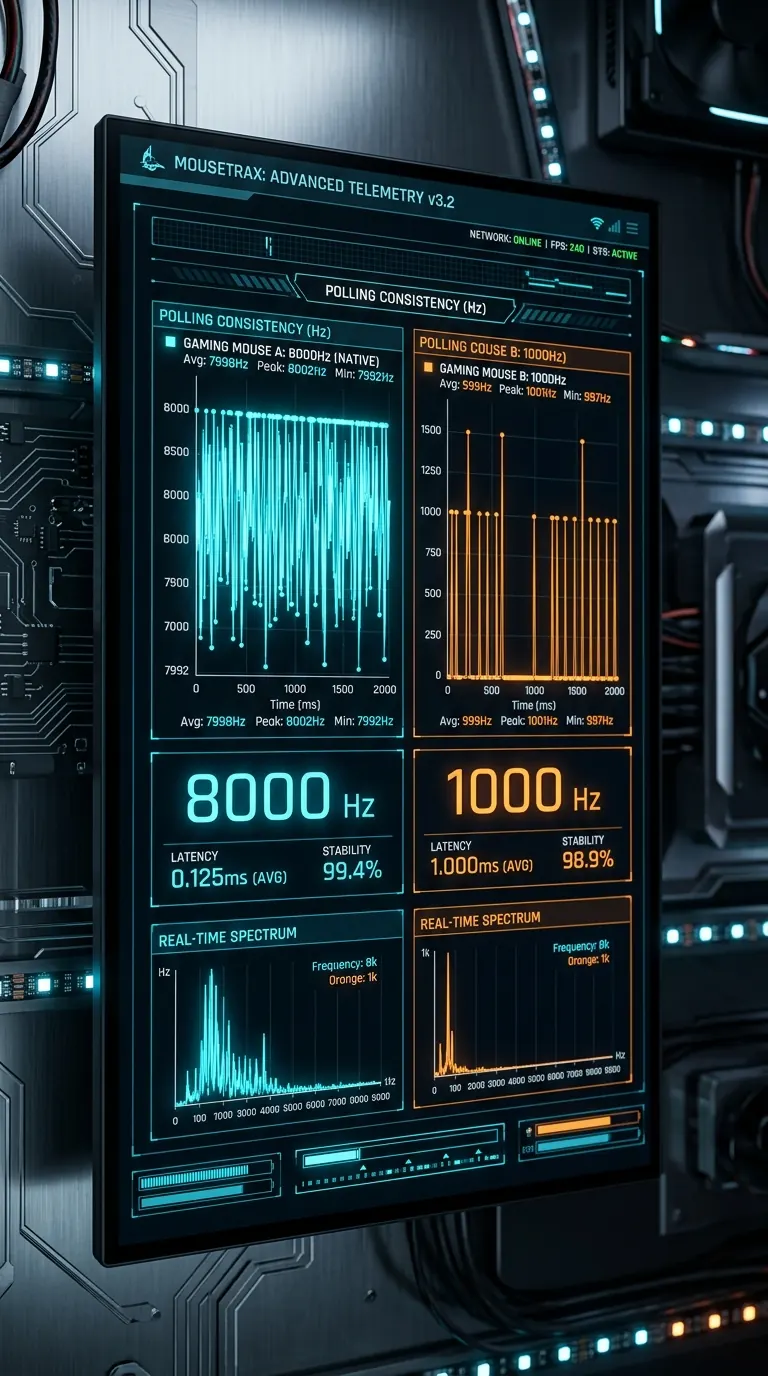 MOUSETRAX: ADVANCED TELEMETRY v3.2
NETWORK: ONLINE | FPS: 240 | STS: ACTIVE
POLLING CONSISTENCY (Hz)
POLLING CONSISTENCY (Hz)
GAMING MOUSE A: 8000Hz (NATIVE)
Avg: 7998Hz Peak: 8002Hz Min: 7992Hz
8000
8500
8000
8000
7500
7000
7992
0 500 1000 1500 2000
Time (ms)
Avg: 7998Hz Peak: 8002Hz Min: 7992Hz
POLLING COUSE B: 1000Hz)
GAMING MOUSE B: 1000Hz
Avg: 599Hz Peak: 1001Hz Min: 997Hz
1500
1250
1000
750
500
250
0
0 500 1000 1500 2000
Time (ms)
Avg: 999Hz Peak: 1001Hz Min: 997Hz
8000 Hz
LATENCY
0.125ms (AVG)
STABILITY
99.4%
1000 Hz
LATENCY
1.000ms (AVG)
STABILITY
98.9%
REAL-TIME SPECTRUM
Hz
Frequency: 8k
Orange: 1k
0 100 1000 3000 4000 5000 6000 7000 8000 9000
REAL-TIME SPECTRUM
1k
Frequency: 8k
Orange: 1k
Hz
0 100 2000 3000 4000 5000 6000 7000